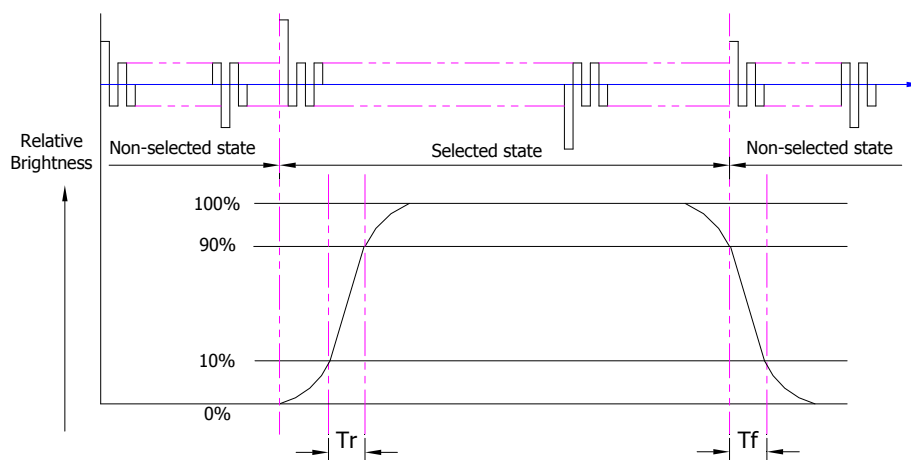 Relative
Brightness
Non-selected state
Selected state
Non-selected state
100%
90%
10%
0%
Tr
Tf